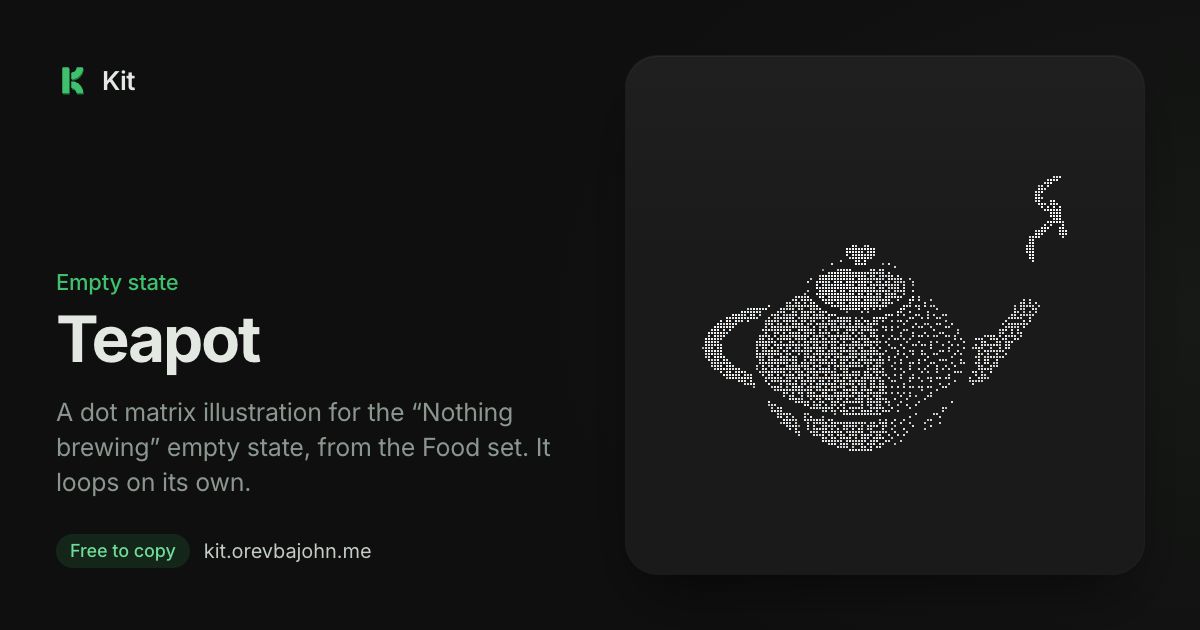 Kit
Empty state
Teapot
A dot matrix illustration for the “Nothing
brewing” empty state, from the Food set. It
loops on its own.
Free to copy
kit.orevbajohn.me